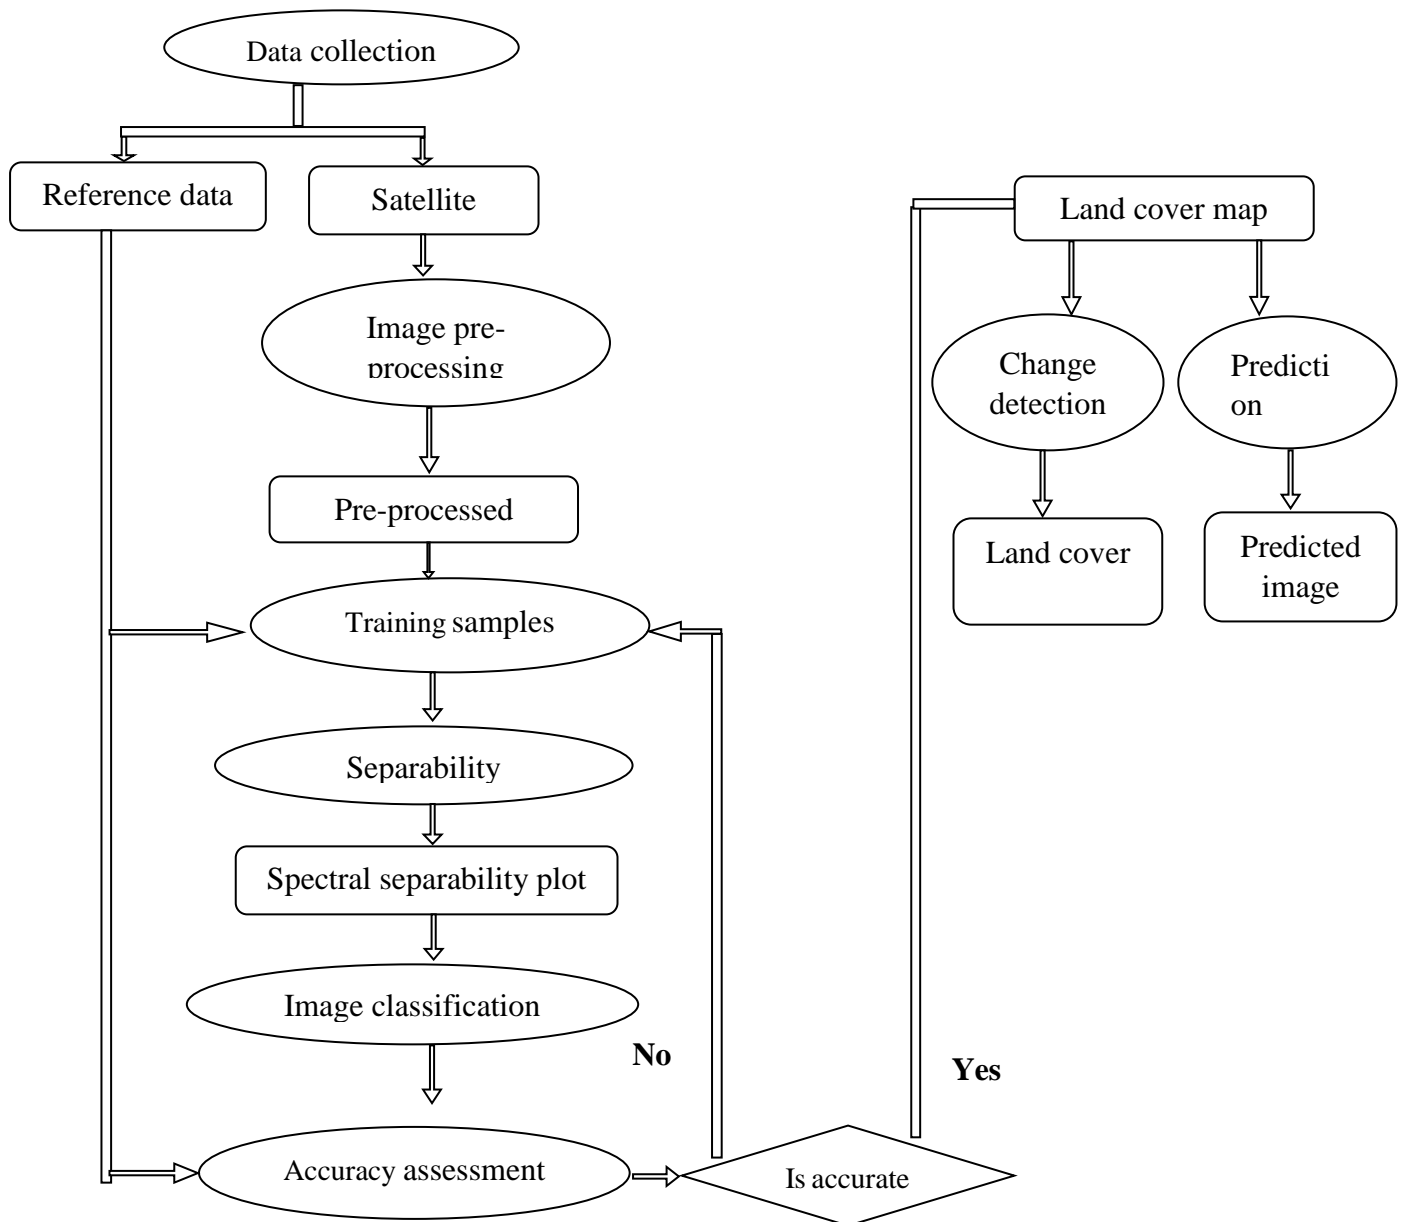 Data collection
Reference data
Satellite
Image pre-
processing
Pre-processed
Training samples
Separability
Spectral separability plot
Image classification
No
Accuracy assessment
Is accurate
Yes
Land cover map
Change
detection
Predicti
on
Land cover
Predicted
image